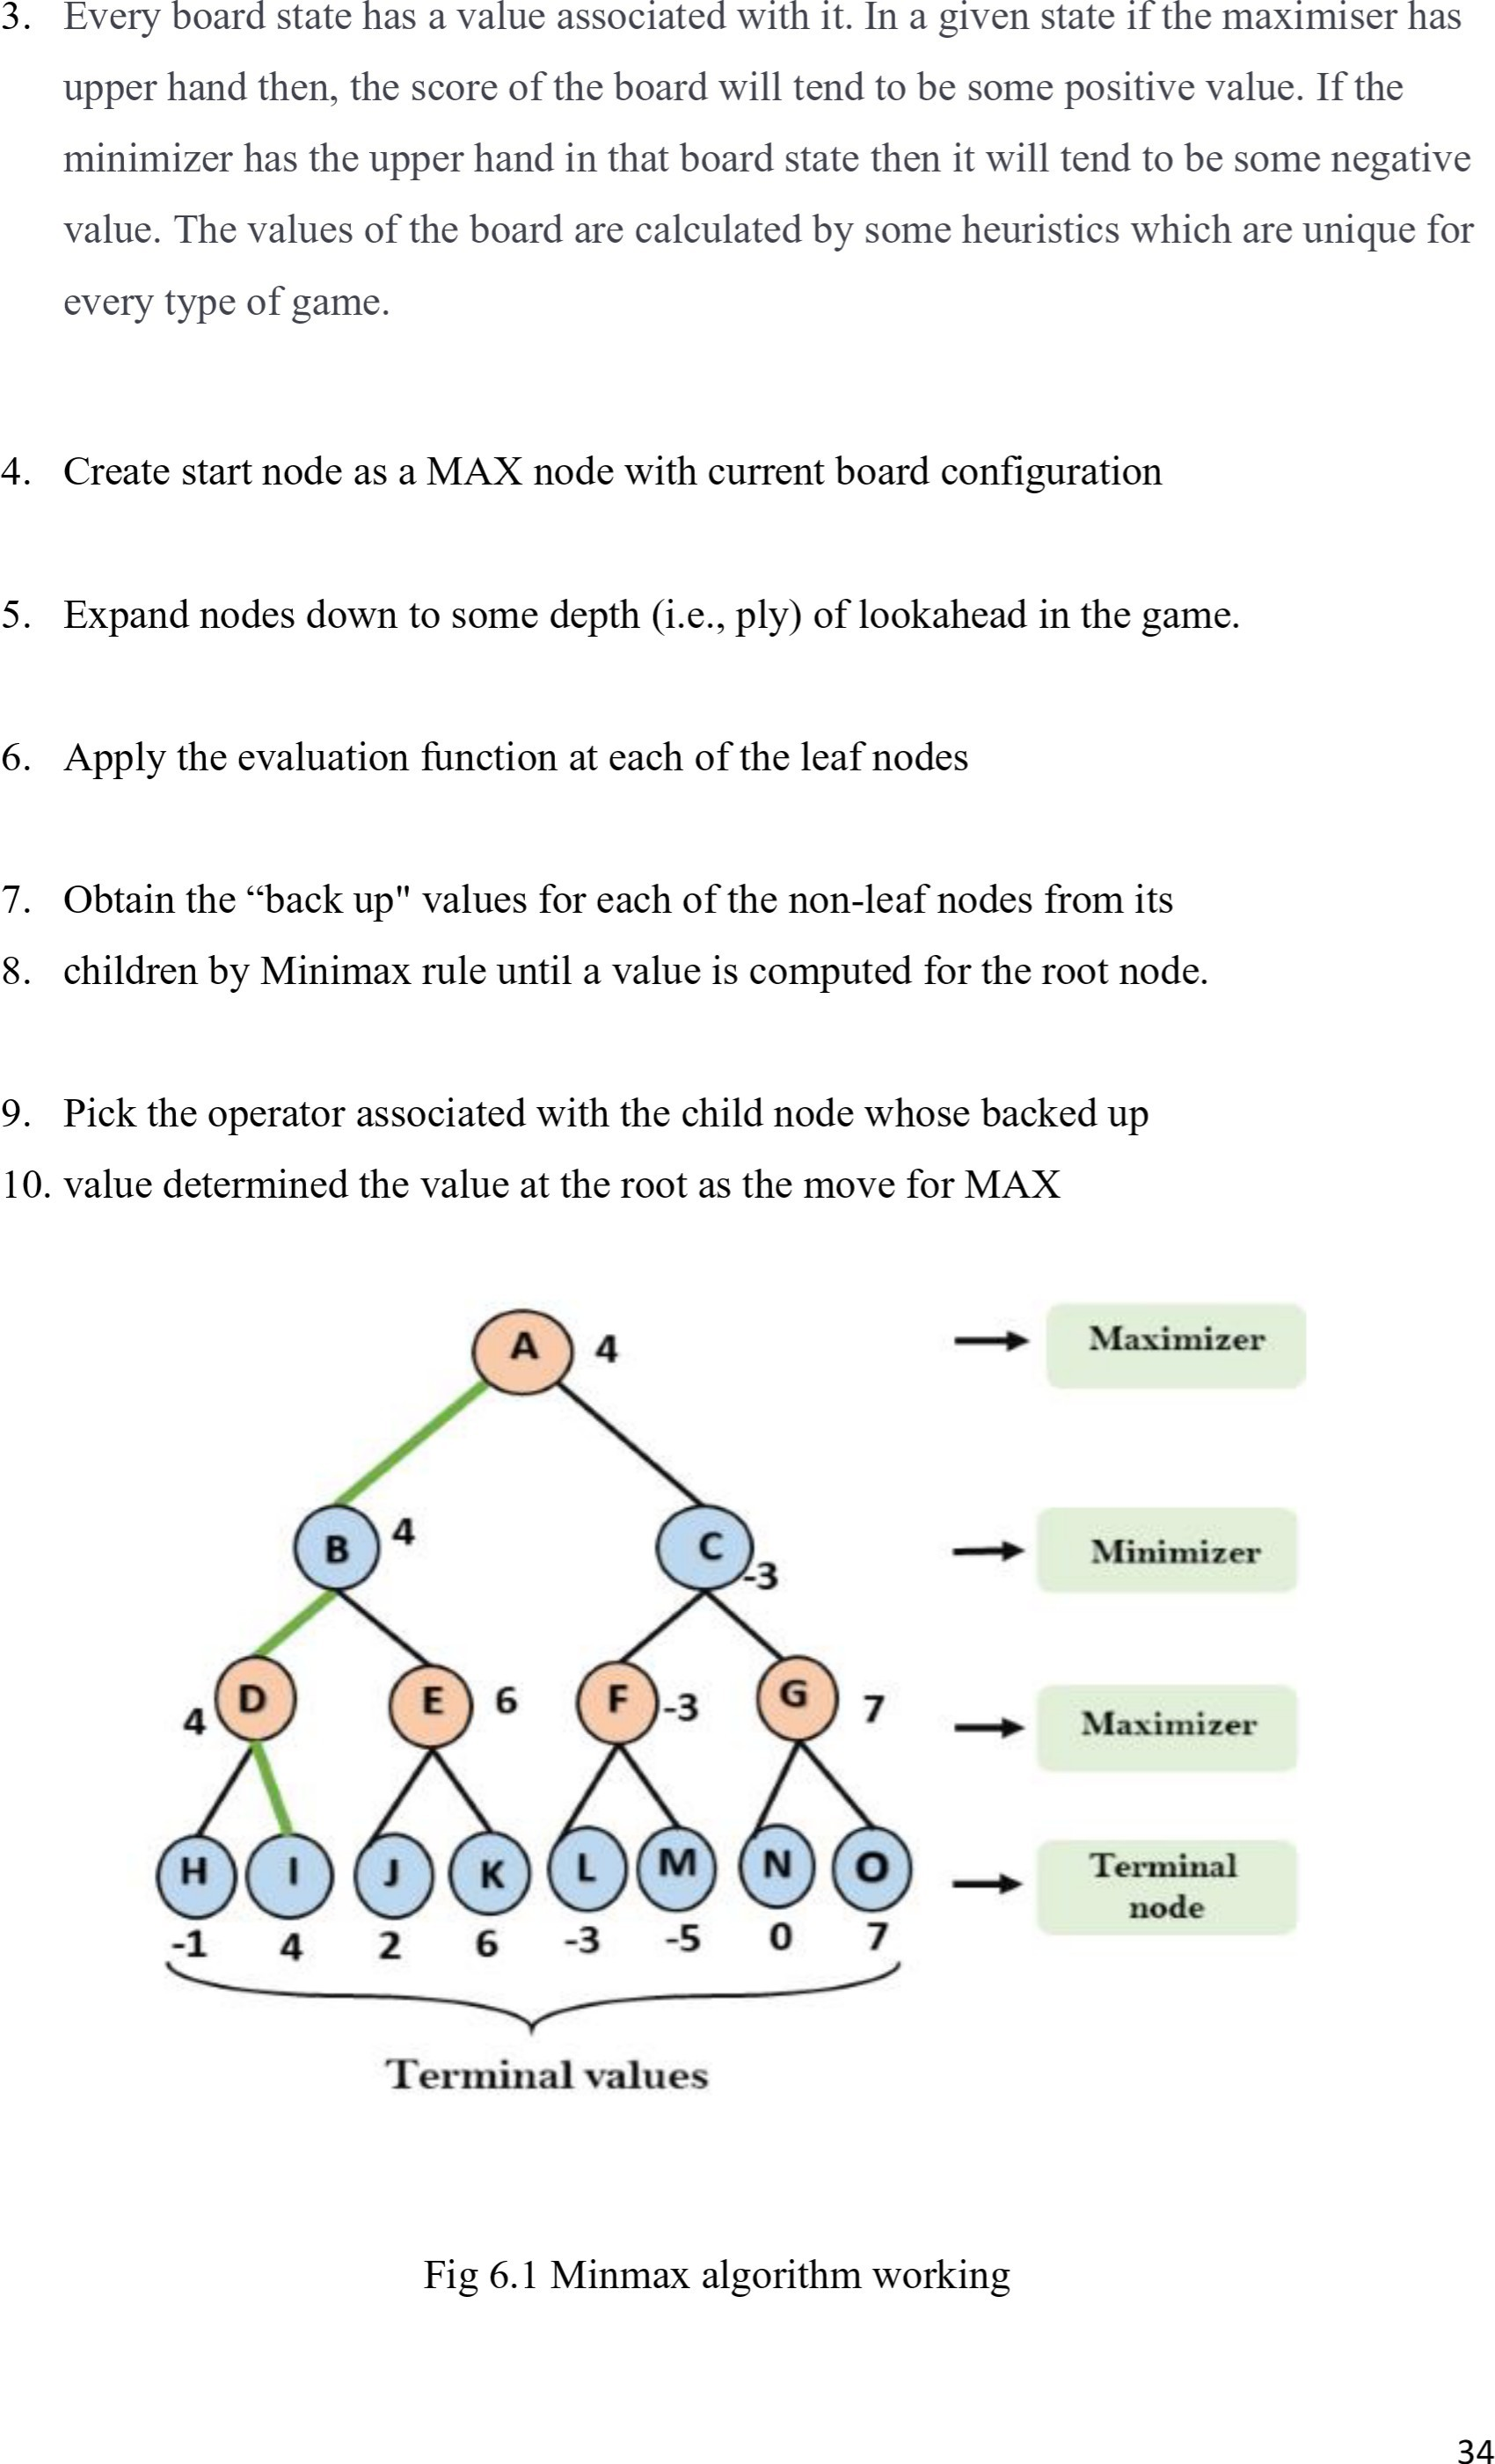 3. Every board state has a value associated with it. In a given state if the maximiser has
upper hand then, the score of the board will tend to be some positive value. If the
minimizer has the upper hand in that board state then it will tend to be some negative
value. The values of the board are calculated by some heuristics which are unique for
every type of game.
4. Create start node as a MAX node with current board configuration
5. Expand nodes down to some depth (i.e., ply) of lookahead in the game.
6. Apply the evaluation function at each of the leaf nodes
7. Obtain the “back up" values for each of the non-leaf nodes from its
8. children by Minimax rule until a value is computed for the root node.
9. Pick the operator associated with the child node whose backed up
10. value determined the value at the root as the move for MAX
A 4 Maximizer
B 4 C -3 Minimizer
4 D E 6 F -3 G 7 Maximizer
H I J K L M N O Terminal
node
-1 4 2 6 -3 -5 0 7
Terminal values
Fig 6.1 Minmax algorithm working
34